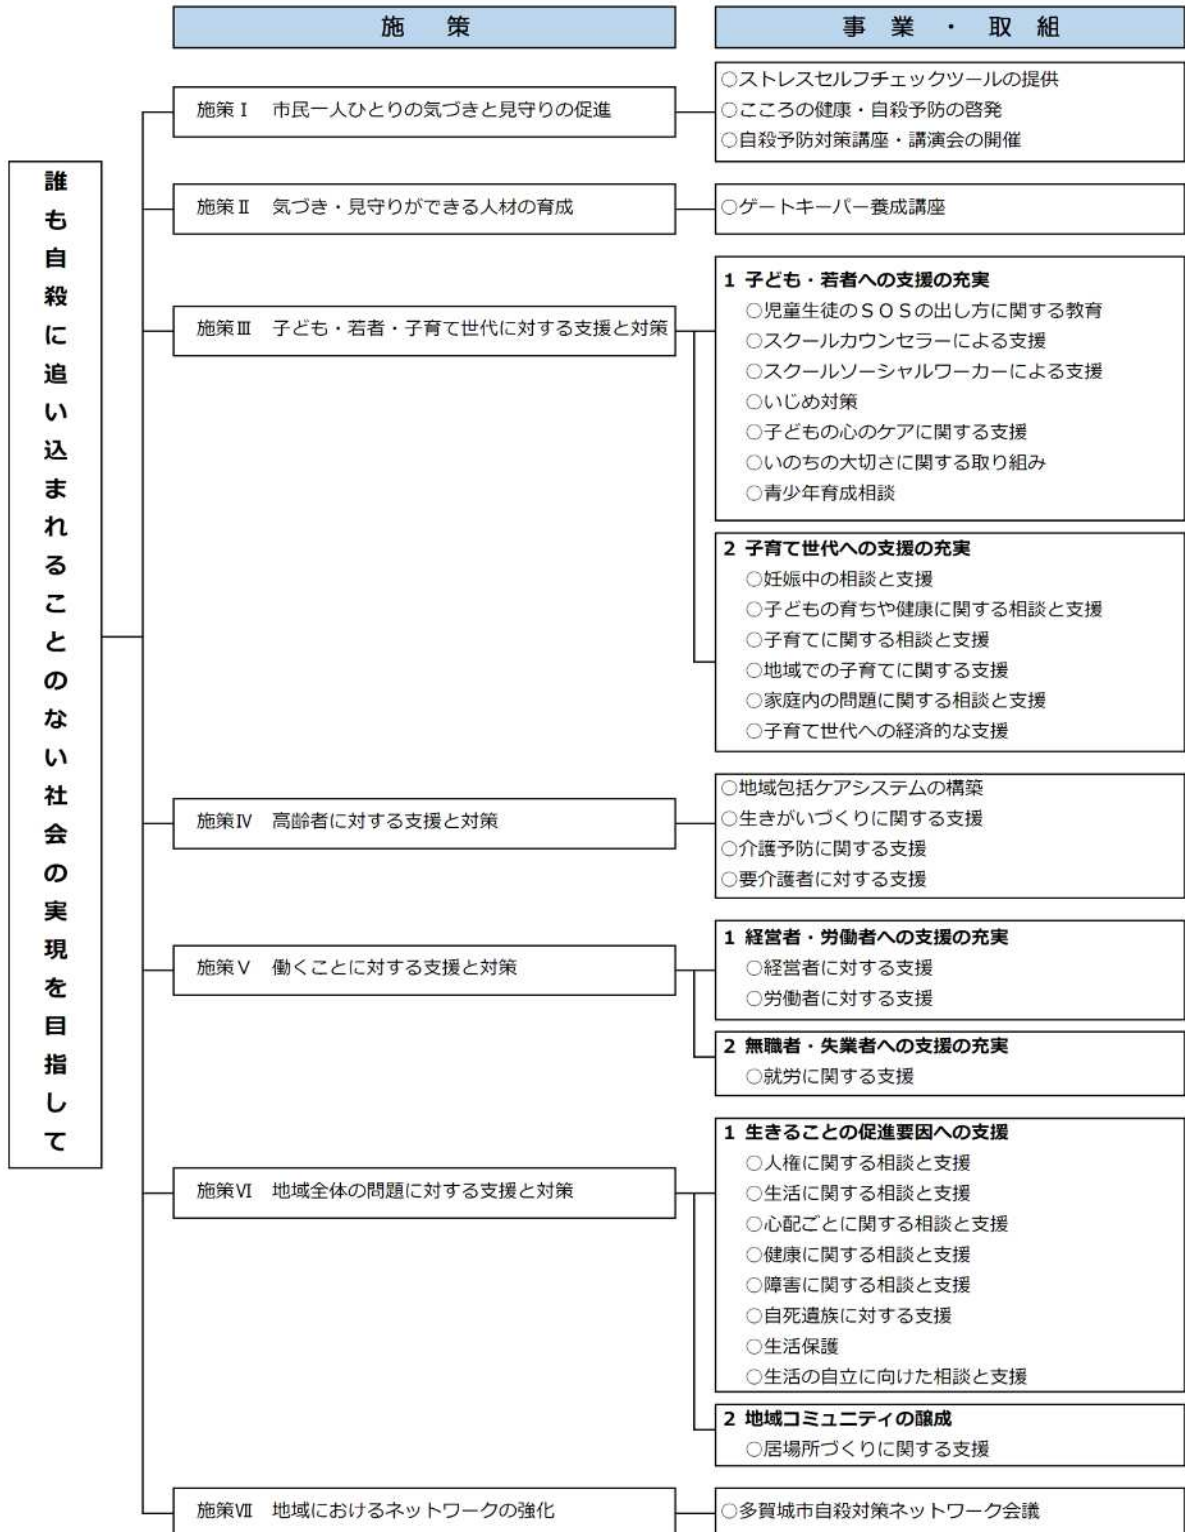 施策
事業・取組
誰も自殺に追い込まれることのない社会の実現を目指して
施策Ⅰ 市民一人ひとりの気づきと見守りの促進
○ストレスセルフチェックツールの提供
○こころの健康・自殺予防の啓発
○自殺予防対策講座・講演会の開催
施策Ⅱ 気づき・見守りができる人材の育成
○ゲートキーパー養成講座
施策Ⅲ 子ども・若者・子育て世代に対する支援と対策
1 子ども・若者への支援の充実
○児童生徒のSOSの出し方に関する教育
○スクールカウンセラーによる支援
○スクールソーシャルワーカーによる支援
○いじめ対策
○子どもの心のケアに関する支援
○いのちの大切さに関する取り組み
○青少年育成相談
2 子育て世代への支援の充実
○妊娠中の相談と支援
○子どもの育ちや健康に関する相談と支援
○子育てに関する相談と支援
○地域での子育てに関する支援
○家庭内の問題に関する相談と支援
○子育て世代への経済的な支援
施策Ⅳ 高齢者に対する支援と対策
○地域包括ケアシステムの構築
○生きがいづくりに関する支援
○介護予防に関する支援
○要介護者に対する支援
施策Ⅴ 働くことに対する支援と対策
1 経営者・労働者への支援の充実
○経営者に対する支援
○労働者に対する支援
2 無職者・失業者への支援の充実
○就労に関する支援
施策Ⅵ 地域全体の問題に対する支援と対策
1 生きることの促進要因への支援
○人権に関する相談と支援
○生活に関する相談と支援
○心配ごとに関する相談と支援
○健康に関する相談と支援
○障害に関する相談と支援
○自死遺族に対する支援
○生活保護
○生活の自立に向けた相談と支援
2 地域コミュニティの醸成
○居場所づくりに関する支援
施策Ⅶ 地域におけるネットワークの強化
○多賀城市自殺対策ネットワーク会議